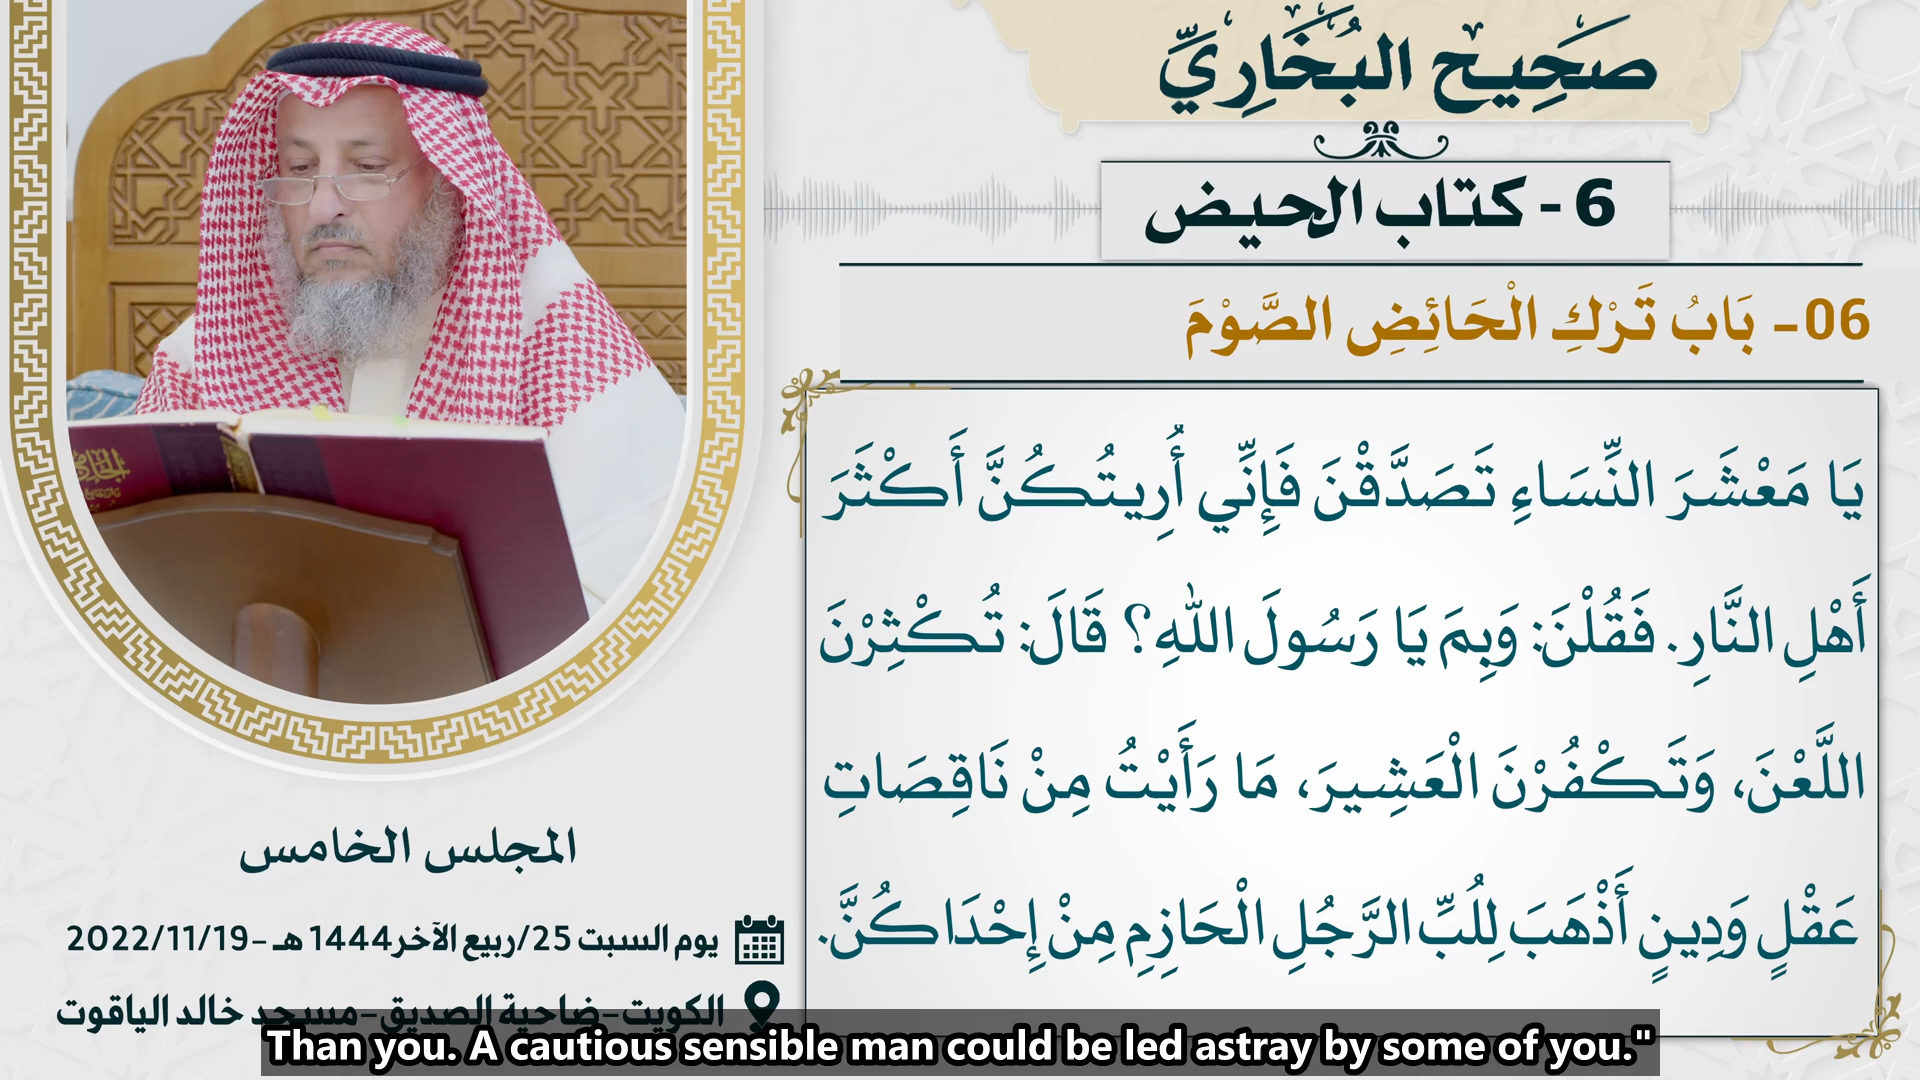 صَحِيح البُخَارِيِّ
6 - كتاب الحيض
06- بَابُ تَرْكِ الْحَائِضِ الصَّوْمَ
يَا مَعْشَرَ النِّسَاءِ تَصَدَّقْنَ فَإِنِّي أُرِيتُكُنَّ أَكْثَرَ
أَهْلِ النَّارِ. فَقُلْنَ: وَبِمَ يَا رَسُولَ اللهِ؟ قَالَ: تُكْثِرْنَ
اللَّعْنَ، وَتَكْفُرْنَ الْعَشِيرَ، مَا رَأَيْتُ مِنْ نَاقِصَاتِ
عَقْلٍ وَدِينٍ أَذْهَبَ لِلُبِّ الرَّجُلِ الْحَازِمِ مِنْ إِحْدَاكُنَّ.
المجلس الخامس
يوم السبت 25/ربيع الآخر1444 هـ -2022/11/19
الكويت-ضاحية الصديق-مسجد خالد الياقوت
Than you. A cautious sensible man could be led astray by some of you."